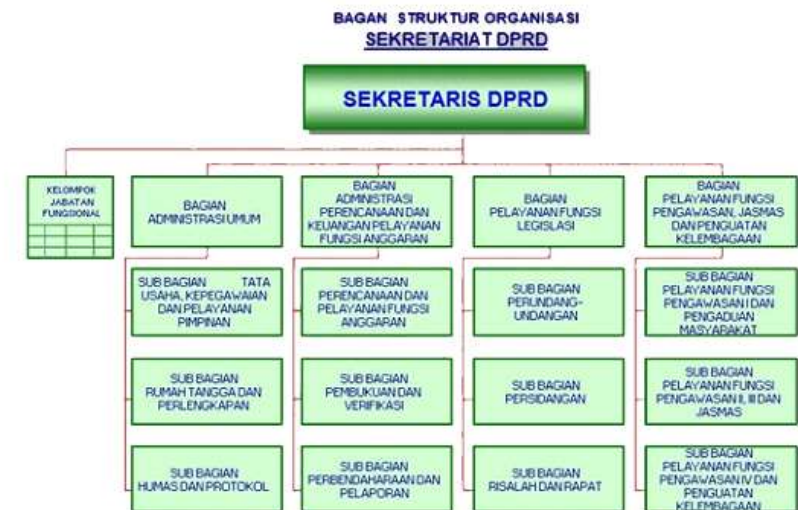 BAGAN STRUKTUR ORGANISASI
SEKRETARIAT DPRD
SEKRETARIS DPRD
KELOMPOK
JABATAN
FUNGSIONAL
BAGIAN
ADMINISTRASI UMUM
BAGIAN
ADMINISTRASI
PERENCANAAN DAN
KEUANGAN PELAYANAN
FUNGSI ANGGARAN
BAGIAN
PELAYANAN FUNGSI
LEGISLASI
BAGIAN
PELAYANAN FUNGSI
PENGAWASAN, JASMAS
DAN PENGUATAN
KELEMBAGAAN
SUB BAGIAN TATA
USAHA, KEPEGAWAIAN
DAN PELAYANAN
PIMPINAN
SUB BAGIAN
PERENCANAAN DAN
PELAYANAN FUNGSI
ANGGARAN
SUB BAGIAN
PERUNDANG-
UNDANGAN
SUB BAGIAN
PELAYANAN FUNGSI
PENGAWASAN I DAN
PENGADUAN
MASYARAKAT
SUB BAGIAN
RUMAH TANGGA DAN
PERLENGKAPAN
SUB BAGIAN
PEMBUKUAN DAN
VERIFIKASI
SUB BAGIAN
PERSIDANGAN
SUB BAGIAN
PELAYANAN FUNGSI
PENGAWASAN II, III DAN
JASMAS
SUB BAGIAN
HUMAS DAN PROTOKOL
SUB BAGIAN
PERBENDAHARAAN DAN
PELAPORAN
SUB BAGIAN
RISALAH DAN RAPAT
SUB BAGIAN
PELAYANAN FUNGSI
PENGAWASAN IV DAN
PENGUATAN
KELEMBAGAAN